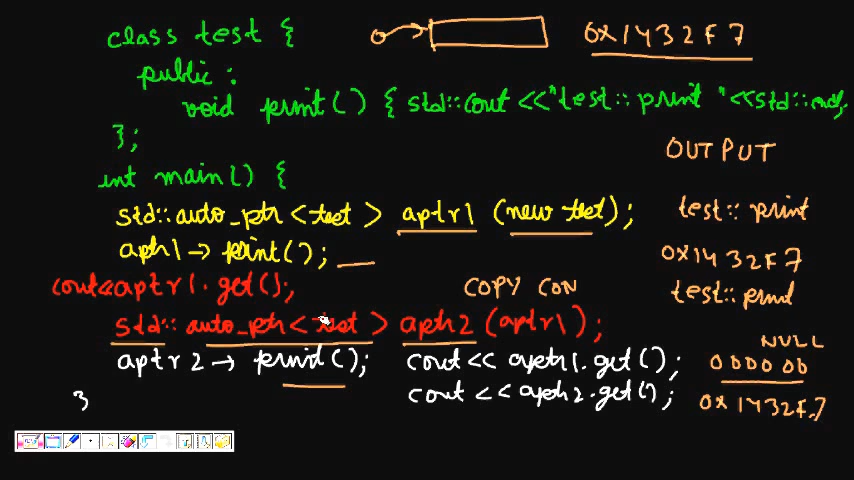 class test {
0x1432F7
public :
void print() { std::cout <<"test::print "<<std::endl;
};
OUTPUT
int main() {
std::auto_ptr <test > aptr1 (new test);
test:: print
aptr1 -> print();
0x1432F7
cout<<aptr1.get();
COPY CON
test::print
std:: auto_ptr <test > aptr2 (aptr1);
NULL
aptr2 -> print();
cout << aptr1.get();
000000
cout << aptr2.get();
0x1432F7
}